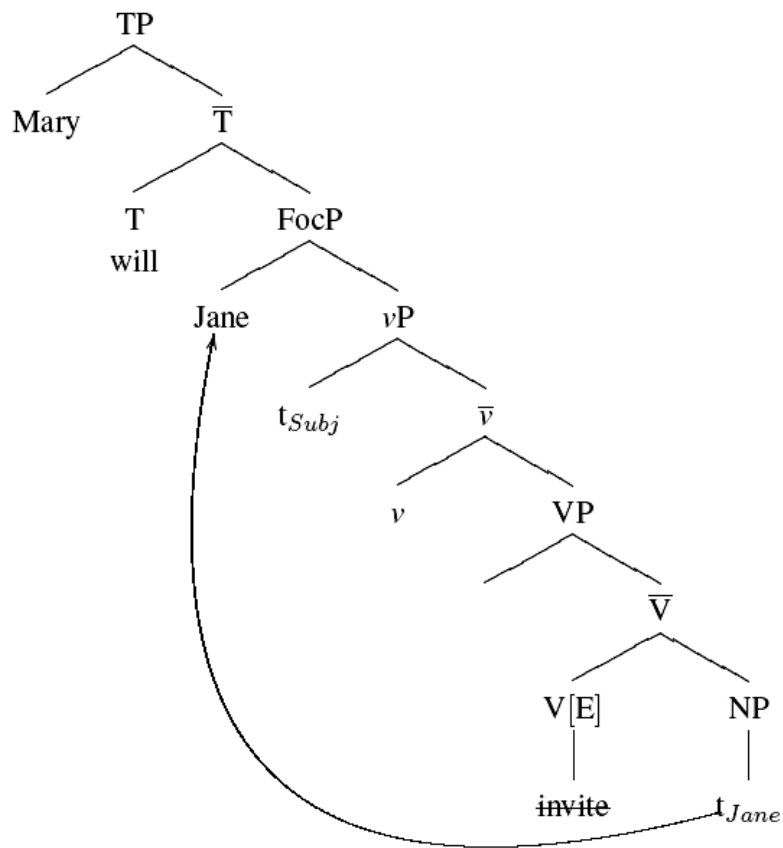 TP
Mary T̅
T FocP
will
Jane vP
t_Subj v̅
v VP
V̅
V[E] NP
invite t_Jane